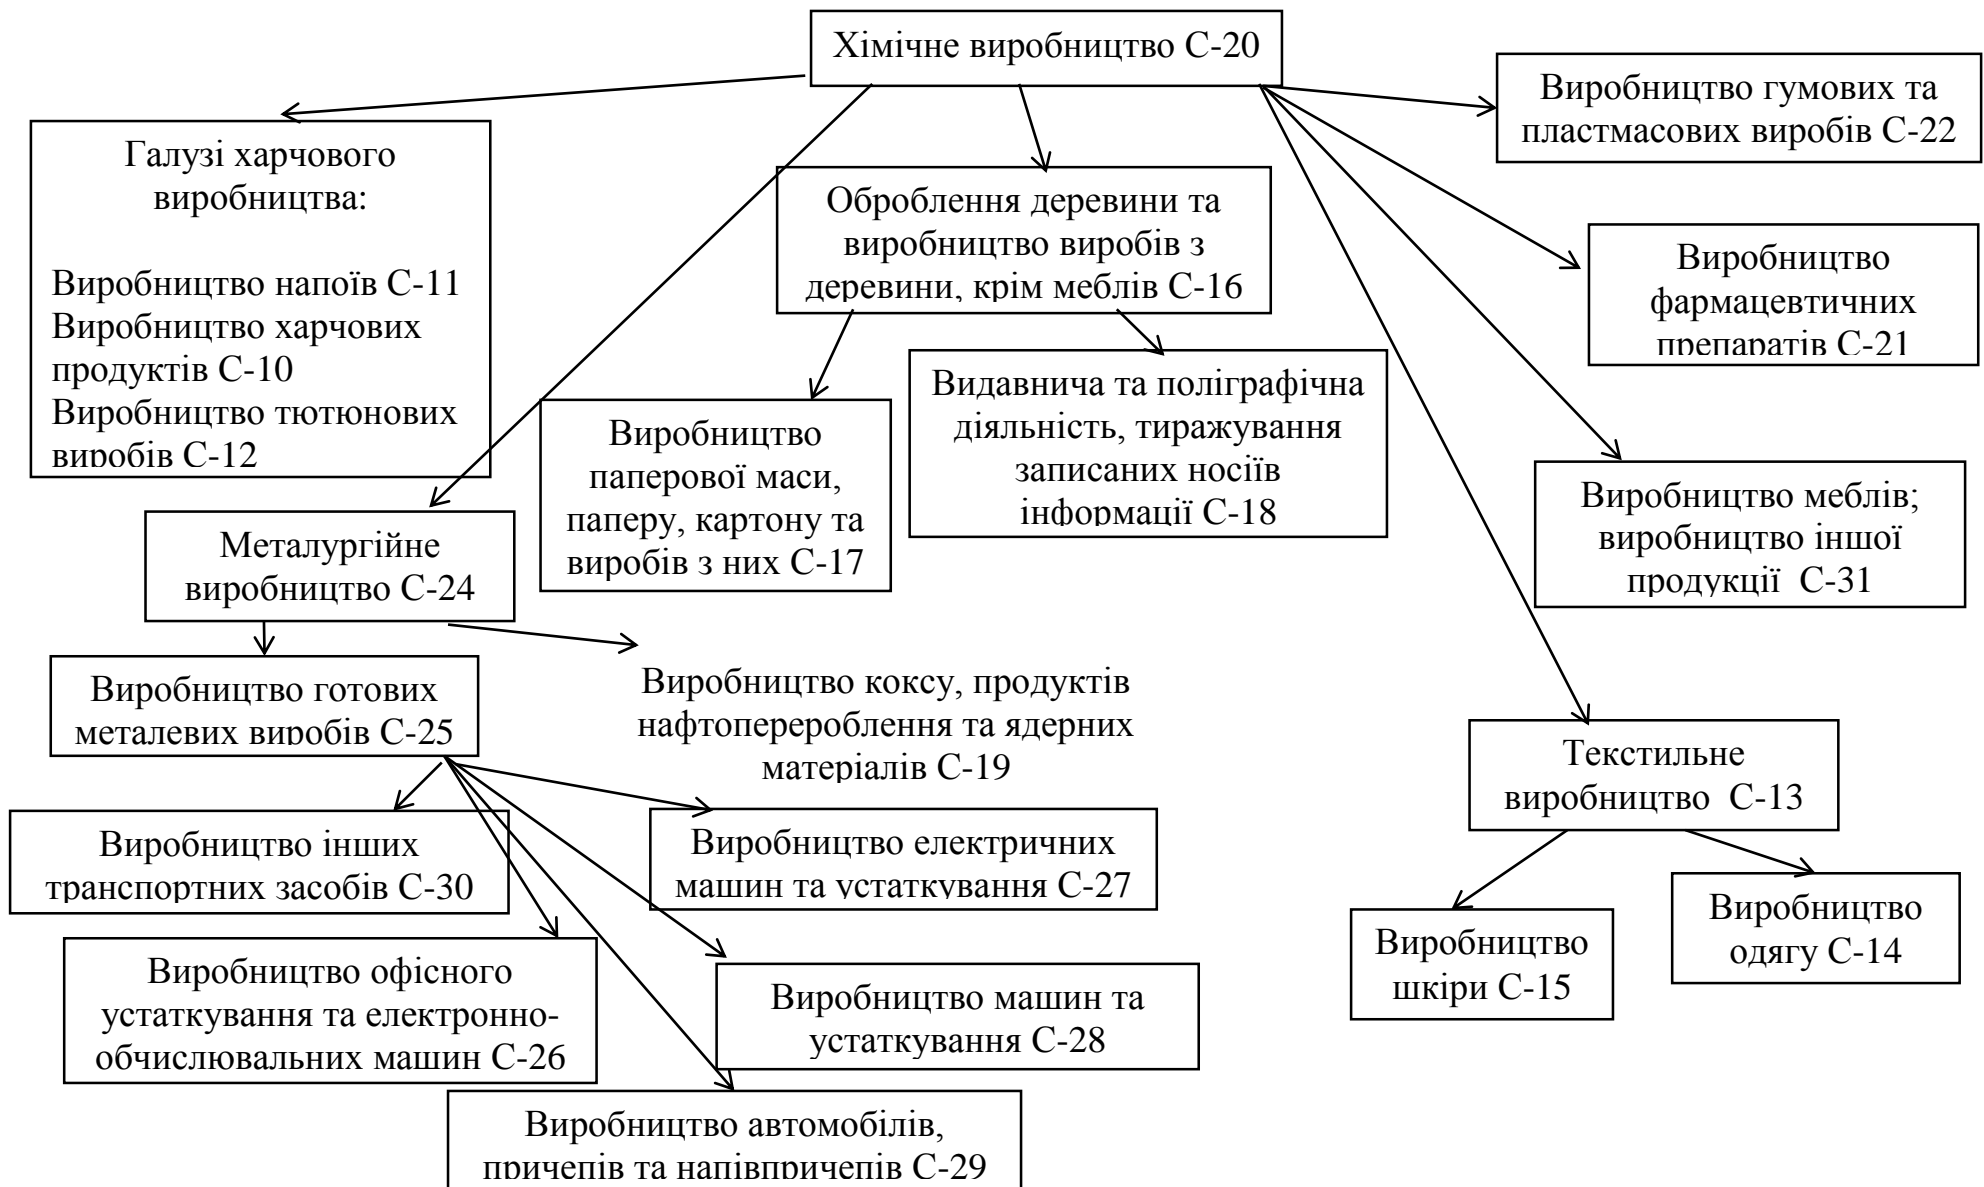 Хімічне виробництво С-20
Виробництво гумових та
пластмасових виробів С-22
Галузі харчового
виробництва:
Виробництво напоїв С-11
Виробництво харчових
продуктів С-10
Виробництво тютюнових
виробів С-12
Оброблення деревини та
виробництво виробів з
деревини, крім меблів С-16
Виробництво
фармацевтичних
препаратів С-21
Виробництво
паперової маси,
паперу, картону та
виробів з них С-17
Видавнича та поліграфічна
діяльність, тиражування
записаних носіїв
інформації С-18
Виробництво меблів;
виробництво іншої
продукції С-31
Металургійне
виробництво С-24
Виробництво готових
металевих виробів С-25
Виробництво коксу, продуктів
нафтоперероблення та ядерних
матеріалів С-19
Текстильне
виробництво С-13
Виробництво інших
транспортних засобів С-30
Виробництво електричних
машин та устаткування С-27
Виробництво
шкіри С-15
Виробництво
одягу С-14
Виробництво офісного
устаткування та електронно-
обчислювальних машин С-26
Виробництво машин та
устаткування С-28
Виробництво автомобілів,
причепів та напівпричепів С-29